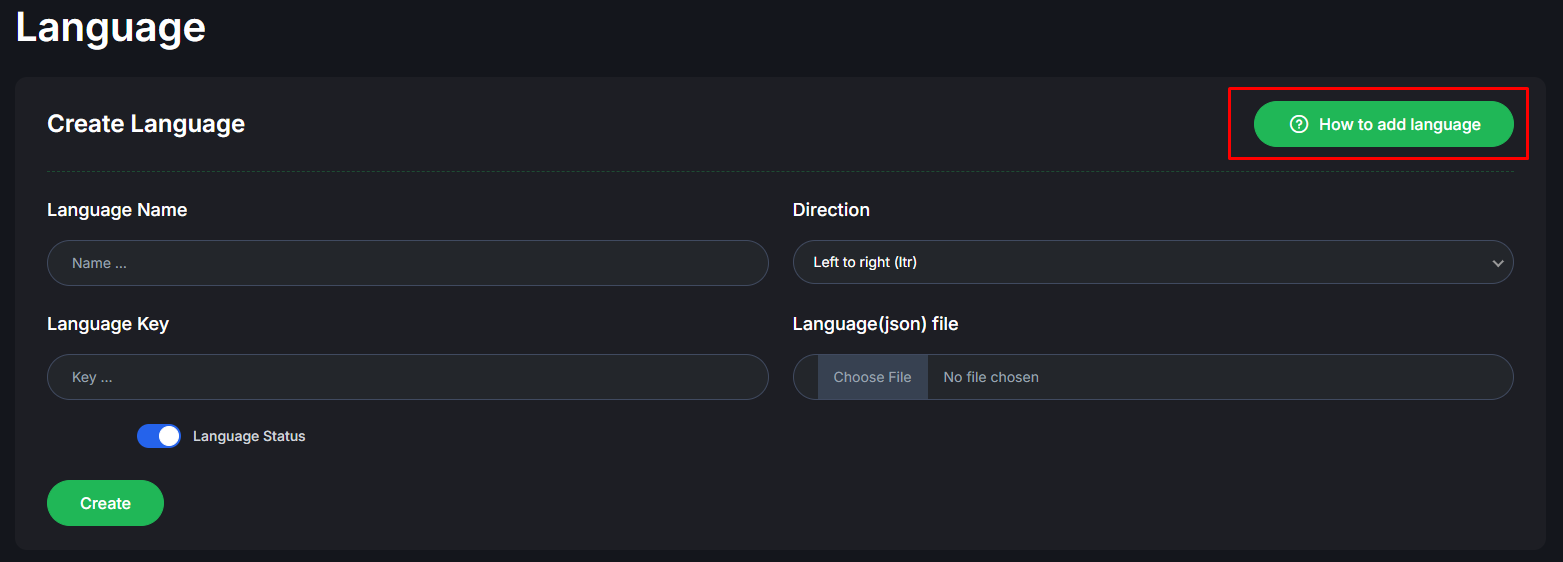 Language
Create Language
How to add language
Language Name
Direction
Name ...
Left to right (ltr)
Language Key
Language(json) file
Key ...
Choose File No file chosen
Language Status
Create